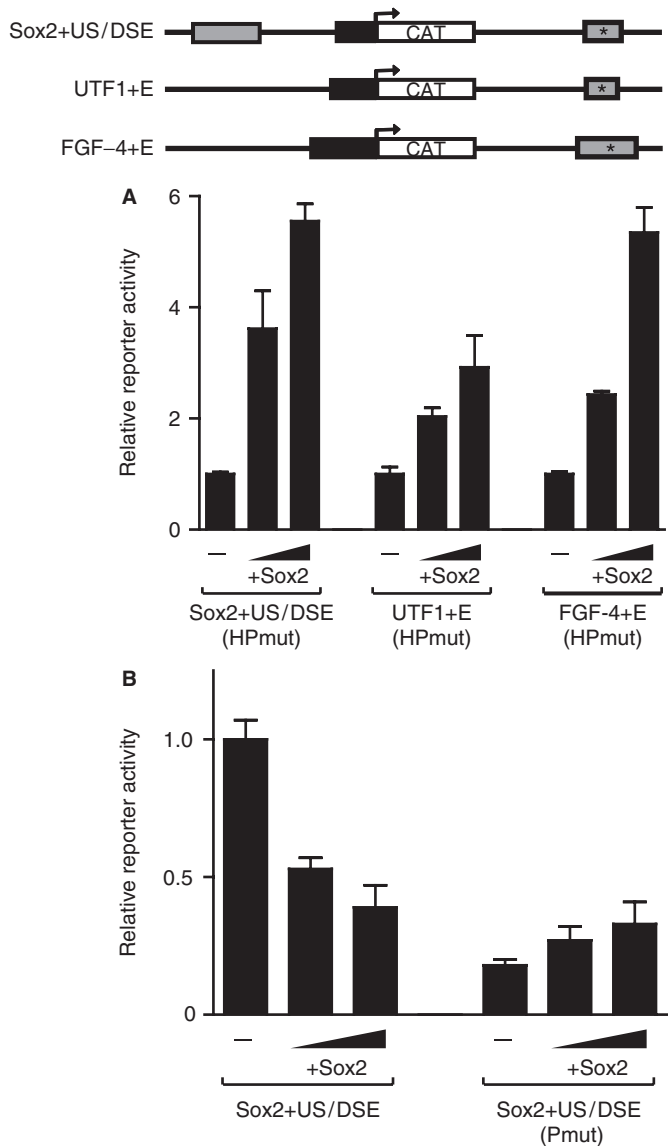 Sox2+US/DSE
CAT
*
UTF1+E
CAT
*
FGF–4+E
CAT
*
A
6
4
2
0
Relative reporter activity
– +Sox2
– +Sox2
– +Sox2
Sox2+US/DSE
(HPmut)
UTF1+E
(HPmut)
FGF-4+E
(HPmut)
B
1.0
0.5
0
Relative reporter activity
– +Sox2
– +Sox2
Sox2+US/DSE
Sox2+US/DSE
(Pmut)